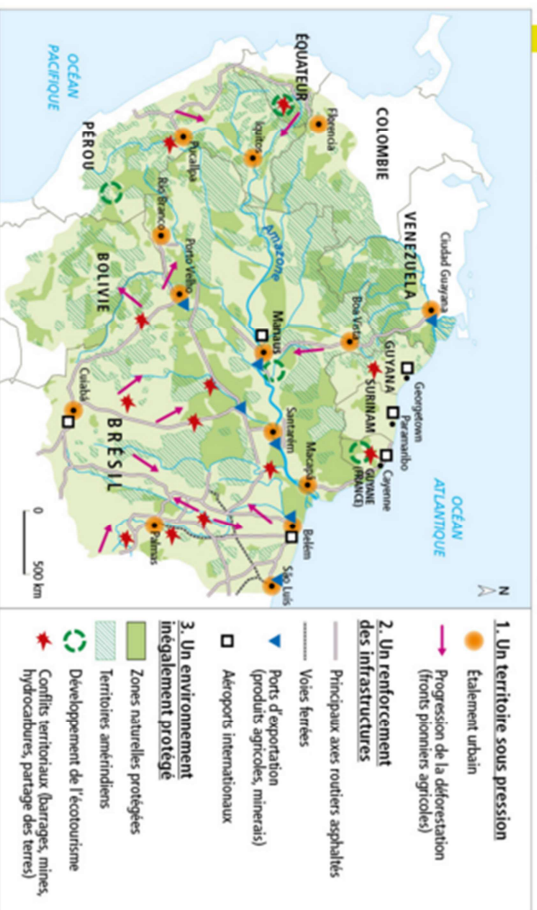 ÉQUATEUR
COLOMBIE
VENEZUELA
GUYANA
SURINAM
GUYANE
(FRANCE)
PÉROU
BOLIVIE
BRÉSIL
OCÉAN
PACIFIQUE
OCÉAN
ATLANTIQUE
Amazone
Florencia
Iquitos
Pucallpa
Rio Branco
Porto Velho
Manaus
Boa Vista
Ciudad Guayana
Georgetown
Paramaribo
Cayenne
Macapá
Santarém
Belém
São Luís
Palmas
Cuiabá
N
0 500 km
1. Un territoire sous pression
Étalement urbain
Progression de la déforestation
(fronts pionniers agricoles)
2. Un renforcement
des infrastructures
Principaux axes routiers asphaltés
Voies ferrées
Ports d'exportation
(produits agricoles, minerais)
Aéroports internationaux
3. Un environnement
inégalement protégé
Zones naturelles protégées
Territoires amérindiens
Développement de l'écotourisme
Conflits territoriaux (barrages, mines,
hydrocarbures, partage des terres)